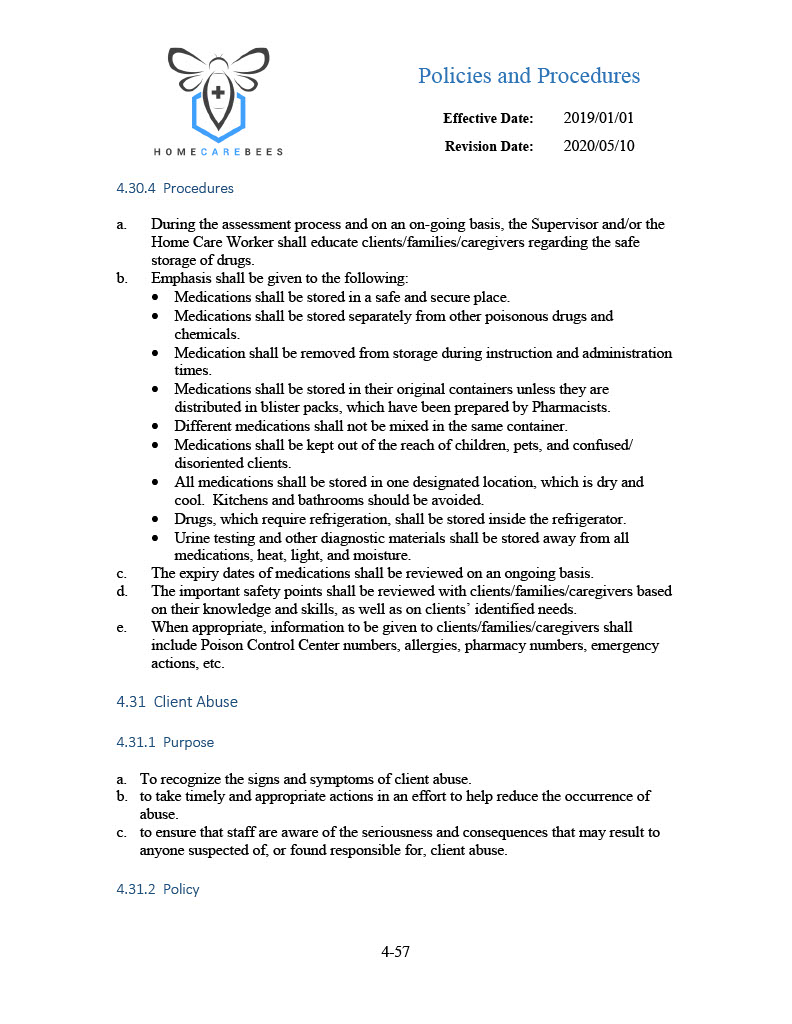 Policies and Procedures
Effective Date: 2019/01/01
Revision Date: 2020/05/10
HOMECAREBEES
4.30.4 Procedures
a. During the assessment process and on an on-going basis, the Supervisor and/or the
Home Care Worker shall educate clients/families/caregivers regarding the safe
storage of drugs.
b. Emphasis shall be given to the following:
• Medications shall be stored in a safe and secure place.
• Medications shall be stored separately from other poisonous drugs and
chemicals.
• Medication shall be removed from storage during instruction and administration
times.
• Medications shall be stored in their original containers unless they are
distributed in blister packs, which have been prepared by Pharmacists.
• Different medications shall not be mixed in the same container.
• Medications shall be kept out of the reach of children, pets, and confused/
disoriented clients.
• All medications shall be stored in one designated location, which is dry and
cool. Kitchens and bathrooms should be avoided.
• Drugs, which require refrigeration, shall be stored inside the refrigerator.
• Urine testing and other diagnostic materials shall be stored away from all
medications, heat, light, and moisture.
c. The expiry dates of medications shall be reviewed on an ongoing basis.
d. The important safety points shall be reviewed with clients/families/caregivers based
on their knowledge and skills, as well as on clients’ identified needs.
e. When appropriate, information to be given to clients/families/caregivers shall
include Poison Control Center numbers, allergies, pharmacy numbers, emergency
actions, etc.
4.31 Client Abuse
4.31.1 Purpose
a. To recognize the signs and symptoms of client abuse.
b. to take timely and appropriate actions in an effort to help reduce the occurrence of
abuse.
c. to ensure that staff are aware of the seriousness and consequences that may result to
anyone suspected of, or found responsible for, client abuse.
4.31.2 Policy
4-57